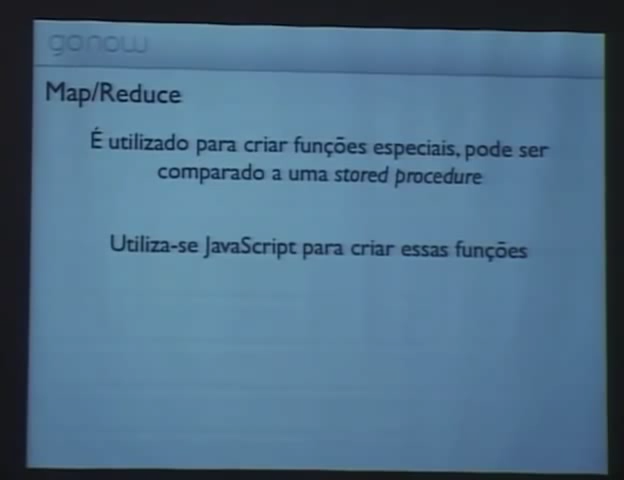 gonow
Map/Reduce
É utilizado para criar funções especiais, pode ser
comparado a uma stored procedure
Utiliza-se JavaScript para criar essas funções